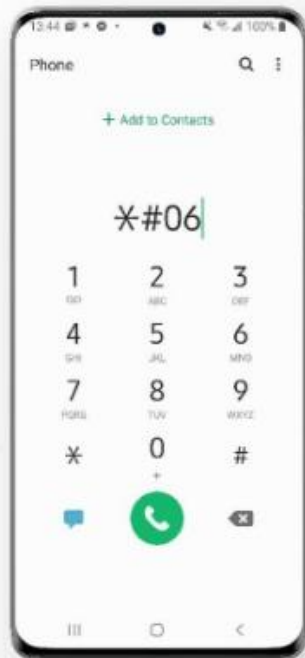 13:44 100%
Phone
+ Add to Contacts
*#06
1 2 3
ABC DEF
4 5 6
GHI JKL MNO
7 8 9
PQRS TUV WXYZ
* 0 #
+